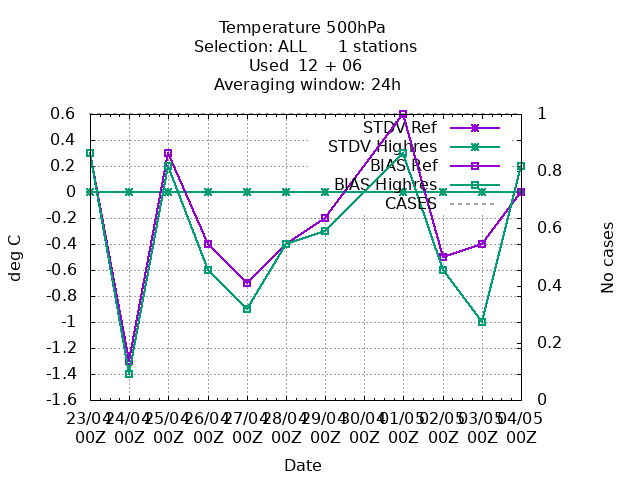 Temperature 500hPa
Selection: ALL      1 stations
Used  12 + 06
Averaging window: 24h
0.6
0.4
0.2
0
-0.2
-0.4
-0.6
-0.8
-1
-1.2
-1.4
-1.6
deg C
STDV Ref
STDV Highres
BIAS Ref
BIAS Highres
CASES
1
0.8
0.6
0.4
0.2
0
No cases
23/04 24/04 25/04 26/04 27/04 28/04 29/04 30/04 01/05 02/05 03/05 04/05
00Z 00Z 00Z 00Z 00Z 00Z 00Z 00Z 00Z 00Z 00Z 00Z
Date